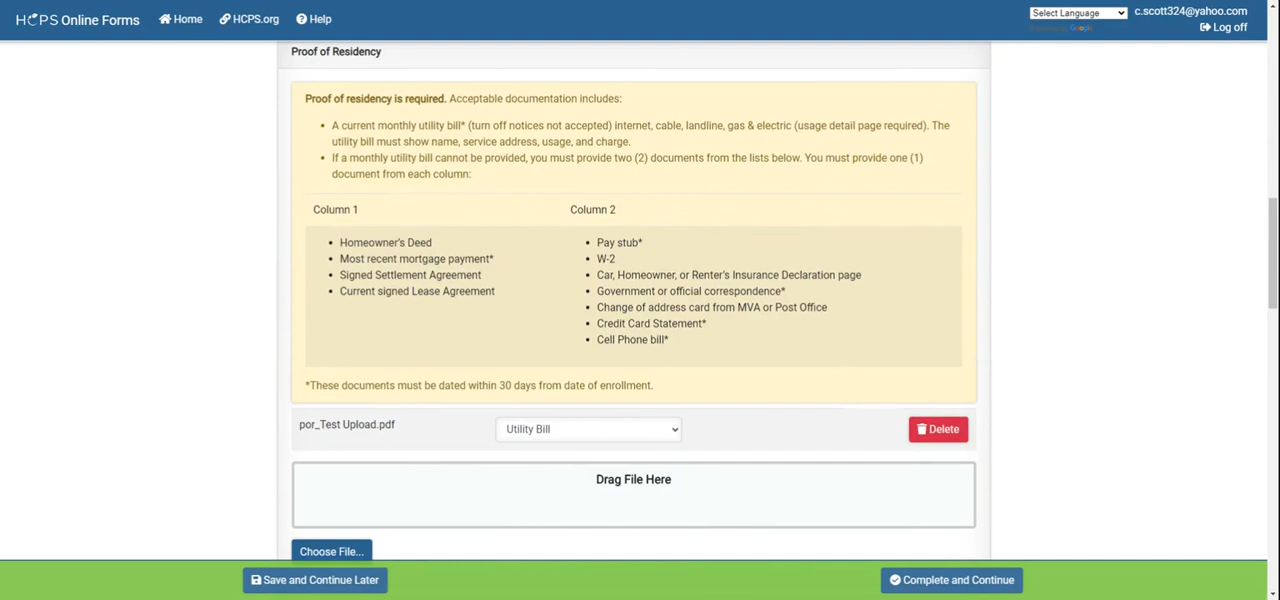 HCPS Online Forms Home HCPS.org Help
Select Language c.scott324@yahoo.com
Google
Log off
Proof of Residency
Proof of residency is required. Acceptable documentation includes:
• A current monthly utility bill* (turn off notices not accepted) internet, cable, landline, gas & electric (usage detail page required). The
utility bill must show name, service address, usage, and charge.
• If a monthly utility bill cannot be provided, you must provide two (2) documents from the lists below. You must provide one (1)
document from each column:
Column 1
• Homeowner's Deed
• Most recent mortgage payment*
• Signed Settlement Agreement
• Current signed Lease Agreement
Column 2
• Pay stub*
• W-2
• Car, Homeowner, or Renter's Insurance Declaration page
• Government or official correspondence*
• Change of address card from MVA or Post Office
• Credit Card Statement*
• Cell Phone bill*
*These documents must be dated within 30 days from date of enrollment.
por_Test Upload.pdf Utility Bill Delete
Drag File Here
Choose File...
Save and Continue Later Complete and Continue